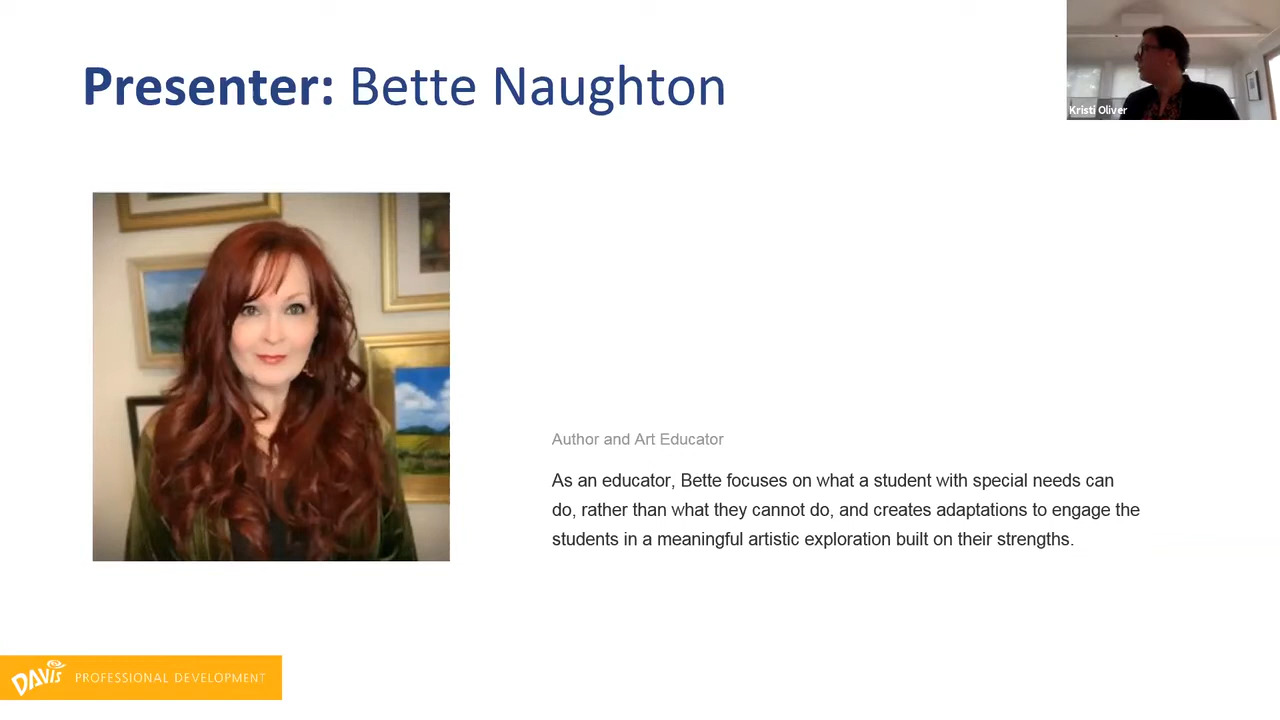 Presenter: Bette Naughton
Kristi Oliver
Author and Art Educator
As an educator, Bette focuses on what a student with special needs can
do, rather than what they cannot do, and creates adaptations to engage the
students in a meaningful artistic exploration built on their strengths.
DAVIS PROFESSIONAL DEVELOPMENT